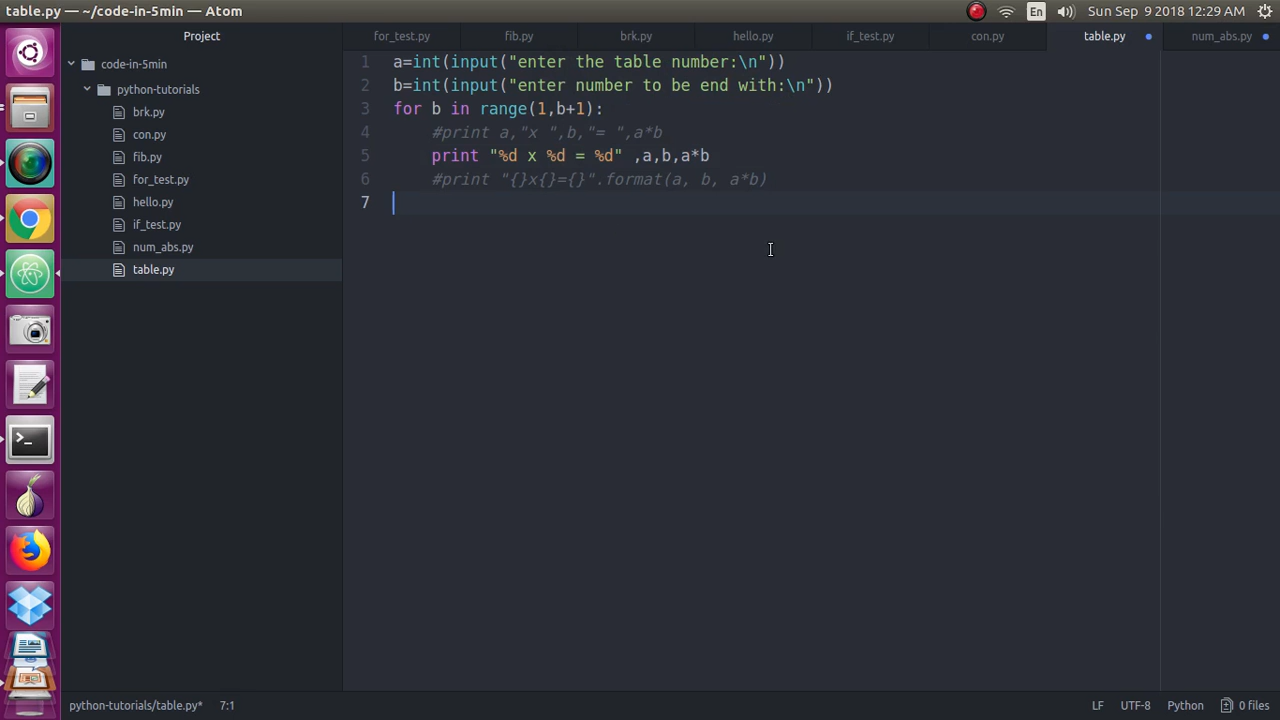 table.py — ~/code-in-5min — Atom
En
Sun Sep 9 2018 12:29 AM
Project
for_test.py
fib.py
brk.py
hello.py
if_test.py
con.py
table.py
num_abs.py
code-in-5min
python-tutorials
brk.py
con.py
fib.py
for_test.py
hello.py
if_test.py
num_abs.py
table.py
1 a=int(input("enter the table number:\n"))
2 b=int(input("enter number to be end with:\n"))
3 for b in range(1,b+1):
4 #print a,"x ",b,"= ",a*b
5 print "%d x %d = %d" ,a,b,a*b
6 #print "{}x{}={}".format(a, b, a*b)
7
python-tutorials/table.py* 7:1
LF UTF-8 Python 0 files